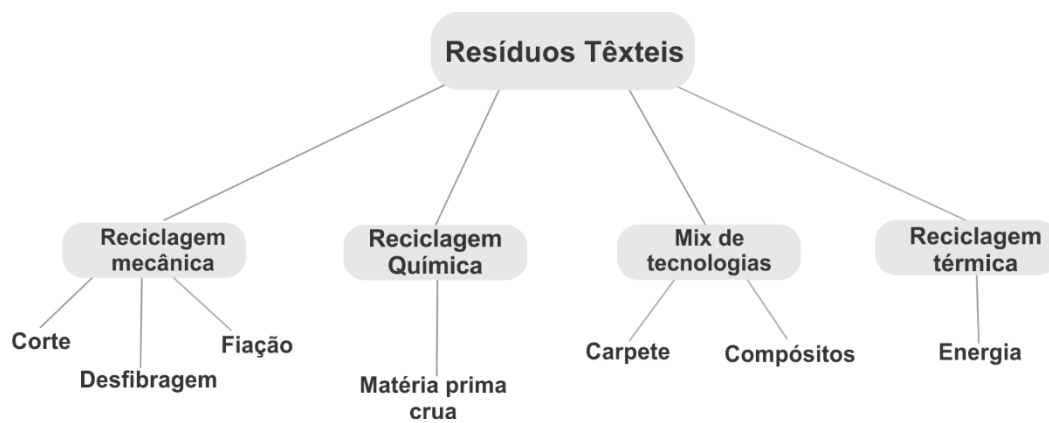 Resíduos Têxteis
Reciclagem
mecânica
Reciclagem
Química
Mix de
tecnologias
Reciclagem
térmica
Corte
Desfibragem
Fiação
Matéria prima
crua
Carpete
Compósitos
Energia